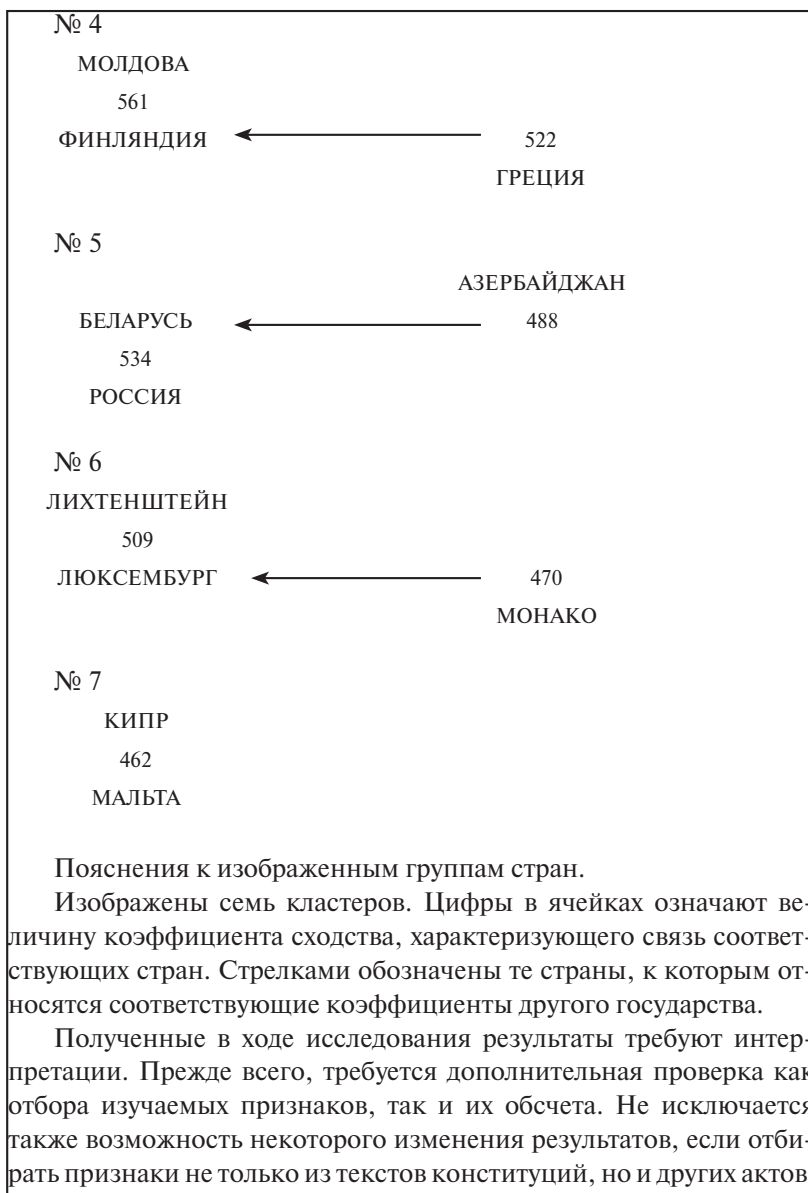 № 4
МОЛДОВА
561
ФИНЛЯНДИЯ 522
ГРЕЦИЯ
№ 5
АЗЕРБАЙДЖАН
БЕЛАРУСЬ 488
534
РОССИЯ
№ 6
ЛИХТЕНШТЕЙН
509
ЛЮКСЕМБУРГ 470
МОНАКО
№ 7
КИПР
462
МАЛЬТА
Пояснения к изображенным группам стран.
Изображены семь кластеров. Цифры в ячейках означают ве-
личину коэффициента сходства, характеризующего связь соответ-
ствующих стран. Стрелками обозначены те страны, к которым от-
носятся соответствующие коэффициенты другого государства.
Полученные в ходе исследования результаты требуют интер-
претации. Прежде всего, требуется дополнительная проверка как
отбора изучаемых признаков, так и их обсчета. Не исключается
также возможность некоторого изменения результатов, если отби-
рать признаки не только из текстов конституций, но и других актов